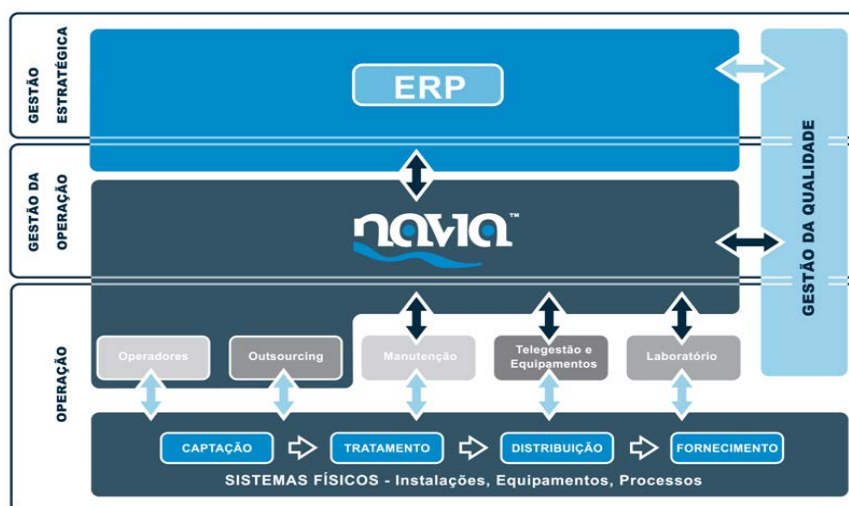 GESTÃO
ESTRATÉGICA
ERP
GESTÃO DA
OPERAÇÃO
navia™
GESTÃO DA QUALIDADE
OPERAÇÃO
Operadores
Outsourcing
Manutenção
Telegestão e
Equipamentos
Laboratório
CAPTAÇÃO
TRATAMENTO
DISTRIBUIÇÃO
FORNECIMENTO
SISTEMAS FÍSICOS - Instalações, Equipamentos, Processos